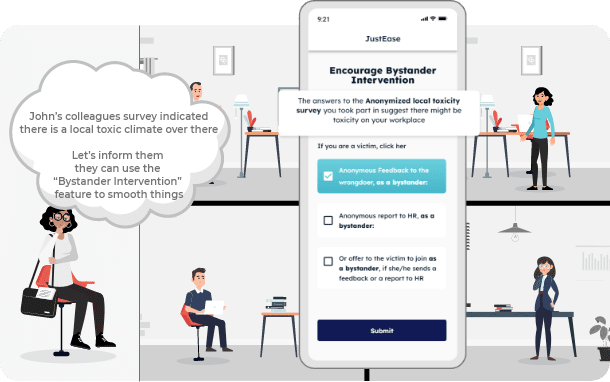 9:21
JustEase
Encourage Bystander
Intervention
The answers to the Anonymized local toxicity
survey you took part in suggest there might be
toxicity on your workplace
If you are a victim, click her
Anonymous Feedback to the
wrongdoer, as a bystander:
Anonymous report to HR, as a
bystander:
Or offer to the victim to join as
a bystander, if she/he sends a
feedback or a report to HR
Submit
John's colleagues survey indicated
there is a local toxic climate over there
Let's inform them
they can use the
“Bystander Intervention”
feature to smooth things